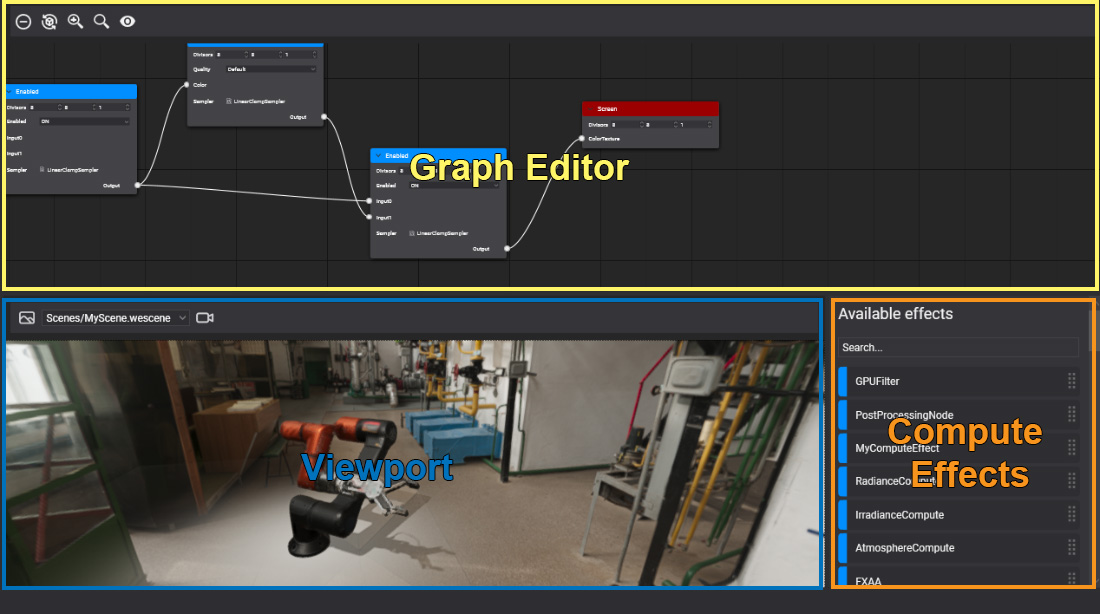 Divisors 8 8 1
Quality Default
Color
Sampler LinearClampSampler
Output
Enabled
Divisors 8 8 1
Enabled ON
Input0
Input1
Sampler LinearClampSampler
Output
Enabled
Divisors 8
Enabled ON
Input0
Input1
Sampler LinearClampSampler
Output
Screen
Divisors 8 8 1
ColorTexture
Graph Editor
Scenes/MyScene.wescene
Viewport
Available effects
Search...
GPUFilter
PostProcessingNode
MyComputeEffect
RadianceCompute
IrradianceCompute
AtmosphereCompute
FXAA
Compute
Effects